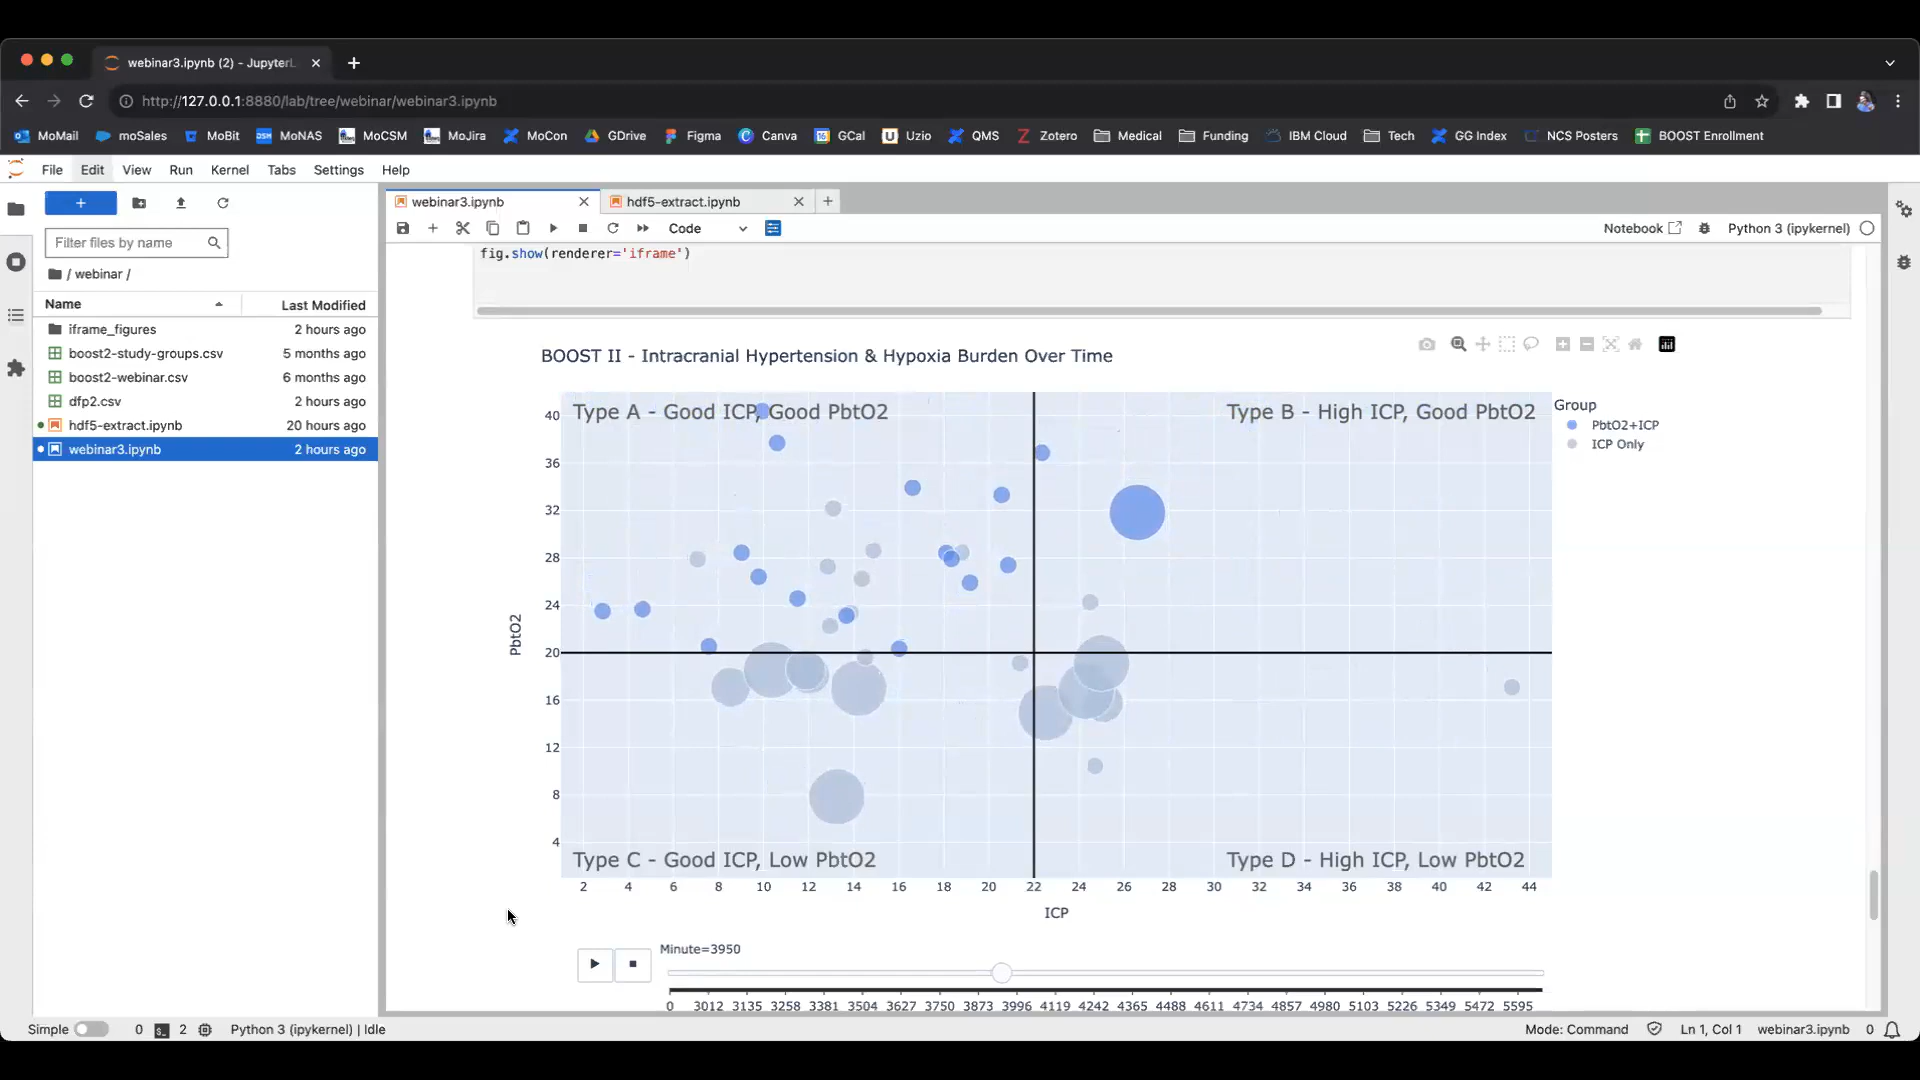 webinar3.ipynb (2) - JupyterL
http://127.0.0.1:8880/lab/tree/webinar/webinar3.ipynb
MoMail moSales MoBit MoNAS MoCSM MoJira MoCon GDrive Figma Canva GCal Uzio QMS Zotero Medical Funding IBM Cloud Tech GG Index NCS Posters BOOST Enrollment
File Edit View Run Kernel Tabs Settings Help
webinar3.ipynb hdf5-extract.ipynb
Code Notebook Python 3 (ipykernel)
Filter files by name
/ webinar /
Name Last Modified
iframe_figures 2 hours ago
boost2-study-groups.csv 5 months ago
boost2-webinar.csv 6 months ago
dfp2.csv 2 hours ago
hdf5-extract.ipynb 20 hours ago
webinar3.ipynb 2 hours ago
fig.show(renderer='iframe')
BOOST II - Intracranial Hypertension & Hypoxia Burden Over Time
Type A - Good ICP, Good PbtO2
Type B - High ICP, Good PbtO2
Group
PbtO2+ICP
ICP Only
40
36
32
28
24
20
16
12
8
4
PbtO2
Type C - Good ICP, Low PbtO2
Type D - High ICP, Low PbtO2
2 4 6 8 10 12 14 16 18 20 22 24 26 28 30 32 34 36 38 40 42 44
ICP
Minute=3950
0 3012 3135 3258 3381 3504 3627 3750 3873 3996 4119 4242 4365 4488 4611 4734 4857 4980 5103 5226 5349 5472 5595
Simple 0 2 Python 3 (ipykernel) | Idle Mode: Command Ln 1, Col 1 webinar3.ipynb 0